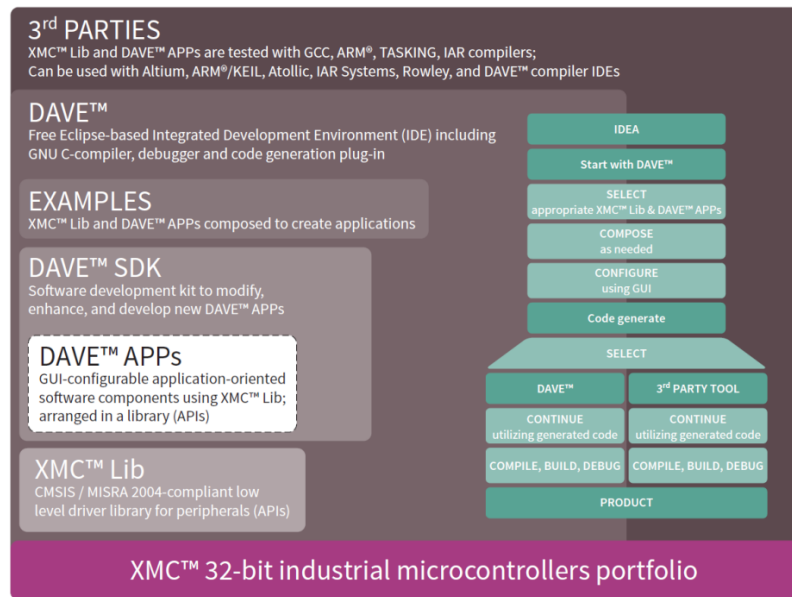 3rd PARTIES
XMC™ Lib and DAVE™ APPs are tested with GCC, ARM®, TASKING, IAR compilers;
Can be used with Altium, ARM®/KEIL, Atollic, IAR Systems, Rowley, and DAVE™ compiler IDEs
DAVE™
Free Eclipse-based Integrated Development Environment (IDE) including
GNU C-compiler, debugger and code generation plug-in
EXAMPLES
XMC™ Lib and DAVE™ APPs composed to create applications
DAVE™ SDK
Software development kit to modify,
enhance, and develop new DAVE™ APPs
DAVE™ APPs
GUI-configurable application-oriented
software components using XMC™ Lib;
arranged in a library (APIs)
XMC™ Lib
CMSIS / MISRA 2004-compliant low
level driver library for peripherals (APIs)
IDEA
Start with DAVE™
SELECT
appropriate XMC™ Lib & DAVE™ APPs
COMPOSE
as needed
CONFIGURE
using GUI
Code generate
SELECT
DAVE™
3rd PARTY TOOL
CONTINUE
utilizing generated code
CONTINUE
utilizing generated code
COMPILE, BUILD, DEBUG
COMPILE, BUILD, DEBUG
PRODUCT
XMC™ 32-bit industrial microcontrollers portfolio